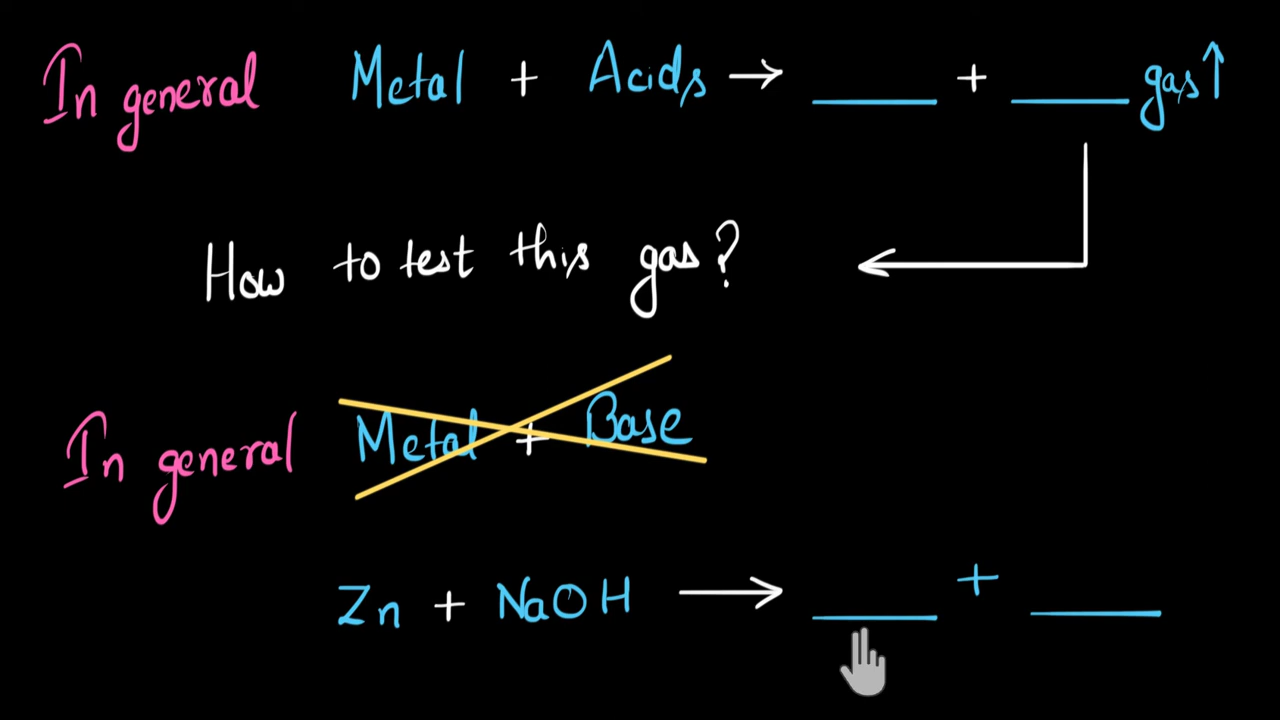 In general Metal + Acids → ____ + ____ gas↑
How to test this gas?
In general Metal + Base
Zn + NaOH → ____ + ____